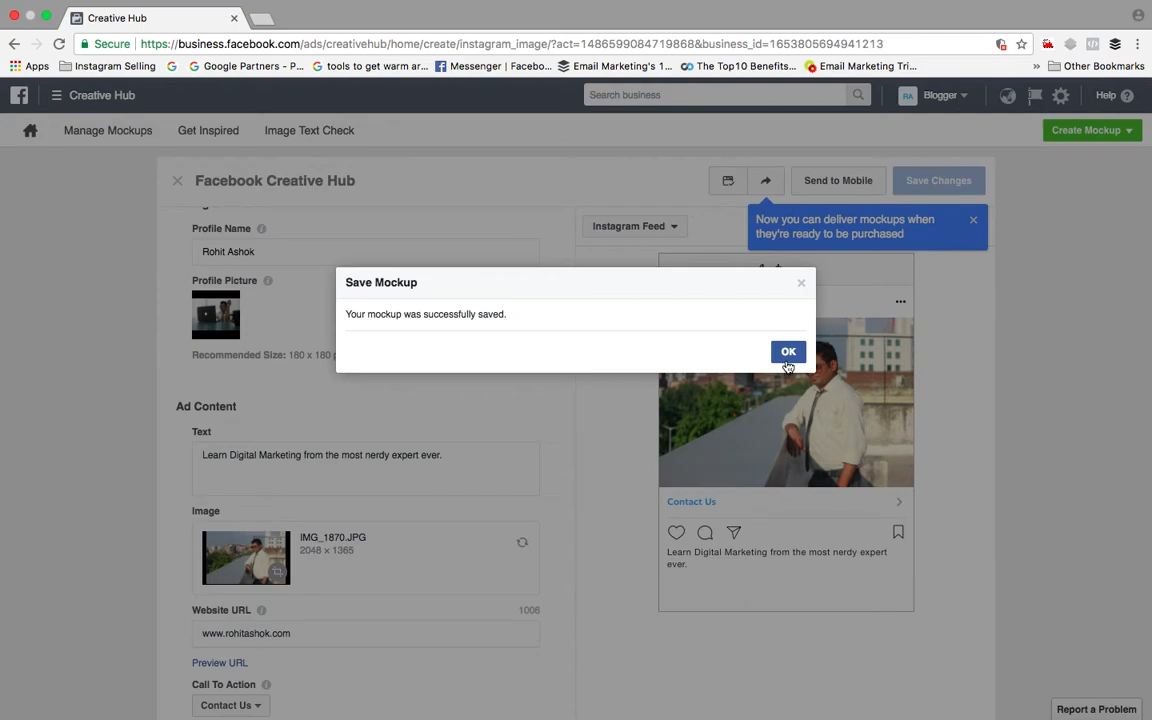 Creative Hub
Secure
https://business.facebook.com/ads/creativehub/home/create/instagram_image/?act=1486599084719868&business_id=1653805694941213
Apps
Instagram Selling
Google Partners - P...
tools to get warm ar...
Messenger | Facebo...
Email Marketing's 1...
The Top10 Benefits...
Email Marketing Tri...
»
Other Bookmarks
Creative Hub
Search business
RA
Blogger
Help
Manage Mockups
Get Inspired
Image Text Check
Create Mockup
Facebook Creative Hub
Send to Mobile
Save Changes
Now you can deliver mockups when
they're ready to be purchased
Profile Name
Instagram Feed
Rohit Ashok
Profile Picture
Save Mockup
Your mockup was successfully saved.
OK
Recommended Size: 180 x 180
Ad Content
Text
Learn Digital Marketing from the most nerdy expert ever.
Image
IMG_1870.JPG
2048 × 1365
Contact Us
Learn Digital Marketing from the most nerdy expert
ever.
Website URL
1006
www.rohitashok.com
Preview URL
Call To Action
Contact Us
Report a Problem